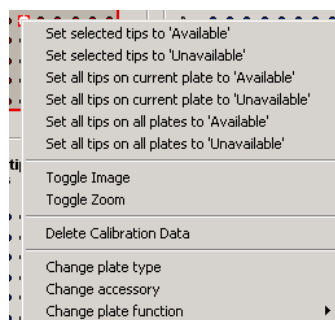 Set selected tips to 'Available'
Set selected tips to 'Unavailable'
Set all tips on current plate to 'Available'
Set all tips on current plate to 'Unavailable'
Set all tips on all plates to 'Available'
Set all tips on all plates to 'Unavailable'
Toggle Image
Toggle Zoom
Delete Calibration Data
Change plate type
Change accessory
Change plate function